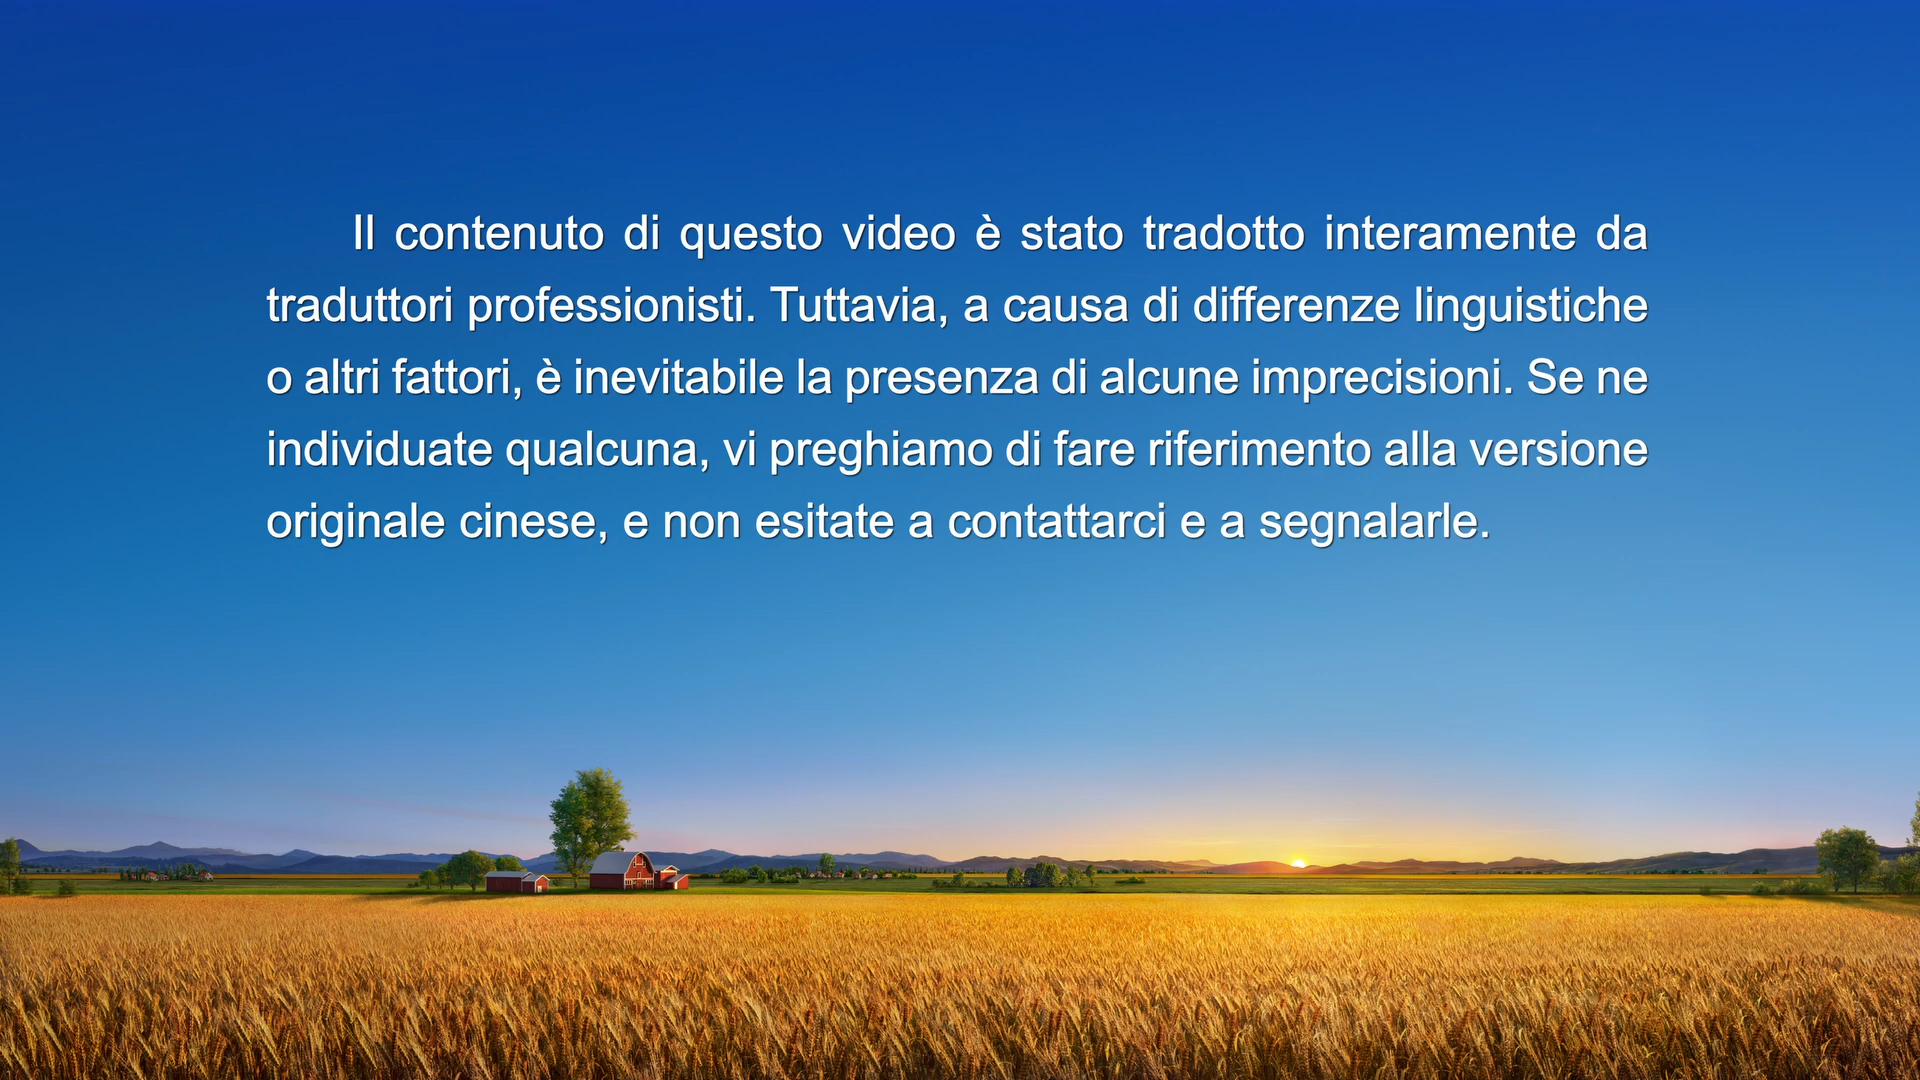 Il contenuto di questo video è stato tradotto interamente da
traduttori professionisti. Tuttavia, a causa di differenze linguistiche
o altri fattori, è inevitabile la presenza di alcune imprecisioni. Se ne
individuate qualcuna, vi preghiamo di fare riferimento alla versione
originale cinese, e non esitate a contattarci e a segnalarle.